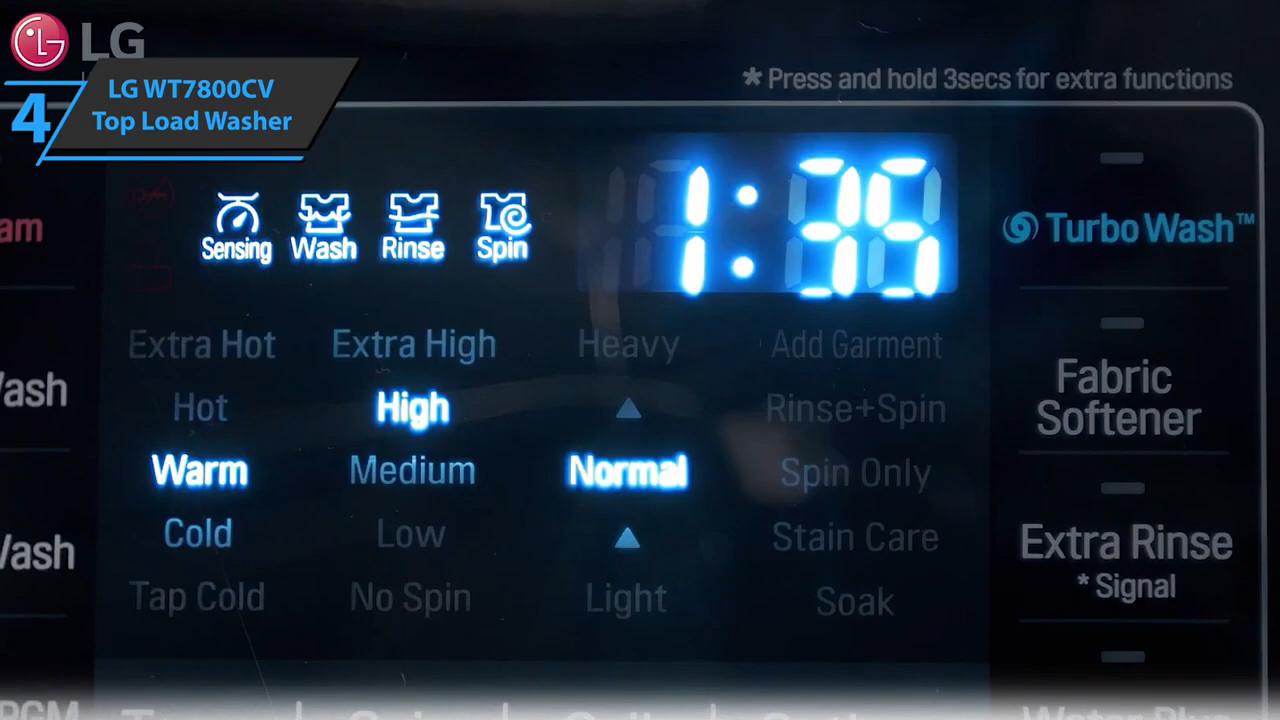 LG
4
LG WT7800CV
Top Load Washer
* Press and hold 3secs for extra functions
Sensing Wash Rinse Spin
1:35
Turbo Wash™
Extra Hot Extra High Heavy Add Garment
Hot High Rinse+Spin
Warm Medium Normal Spin Only
Cold Low Stain Care
Tap Cold No Spin Light Soak
Fabric
Softener
Extra Rinse
* Signal